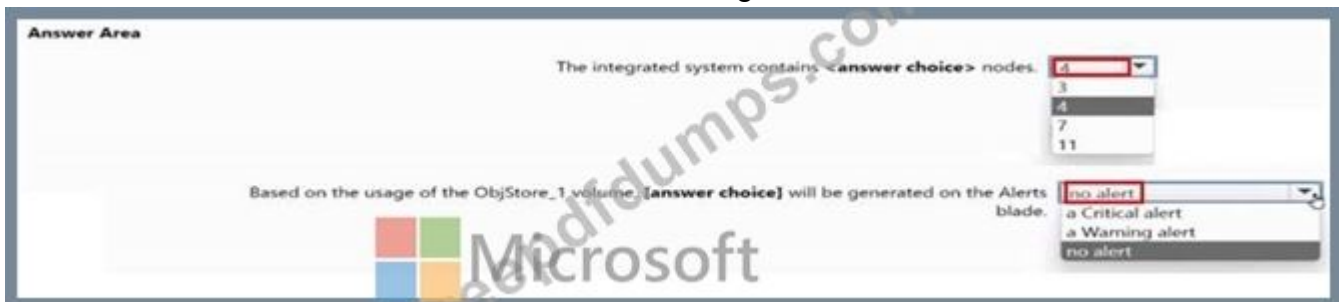 Answer Area
The integrated system contains <answer choice> nodes.
4
3
4
7
11
Based on the usage of the ObjStore_1 volume, [answer choice] will be generated on the Alerts
blade.
no alert
a Critical alert
a Warning alert
no alert
Microsoft